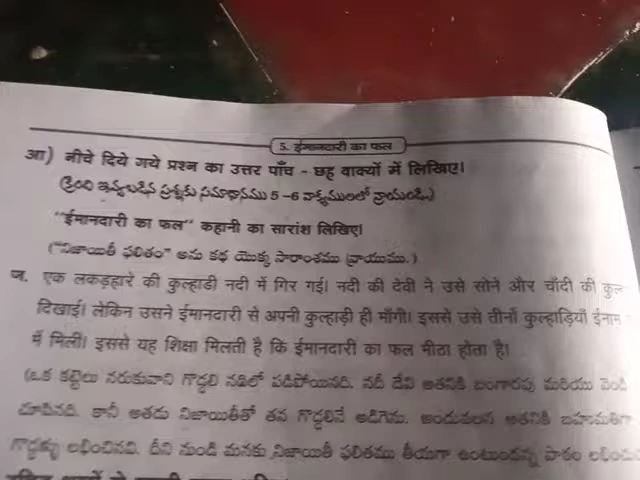 5. ईमानदारी का फल
आ) नीचे दिये गये प्रश्न का उत्तर पाँच - छह वाक्यों में लिखिए।
(క్రింది ఇవ్వబడిన ప్రశ్నకు సమాధానము 5 -6 వాక్యములలో వ్రాయండి.)
"ईमानदारी का फल" कहानी का सारांश लिखिए।
("నిజాయితీ ఫలితం" అను కథ యొక్క సారాంశము వ్రాయుము.)
ज. एक लकड़हारे की कुल्हाडी नदी में गिर गई। नदी की देवी ने उसे सोने और चाँदी की
दिखाई। लेकिन उसने ईमानदारी से अपनी कुल्हाड़ी ही माँगी। इससे उसे तीनों कुल्हाड़ियाँ ईनाम
में मिली। इससे यह शिक्षा मिलती है कि ईमानदारी का फल मीठा होता है।
(ఒక కట్టెలు నరుకువాని గొడ్డలి నదిలో పడిపోయినది. నదీ దేవి అతనికి బంగారపు మరియు వెండి
చూపినది. కానీ అతడు నిజాయితీతో తన గొడ్డలినే అడిగెను. అందువలన అతనికి బహుమతిగా
గొడ్డళ్ళు లభించినవి. దీని నుండి మనకు నిజాయితీ ఫలితము తీయగా ఉంటుందన్న పాఠం